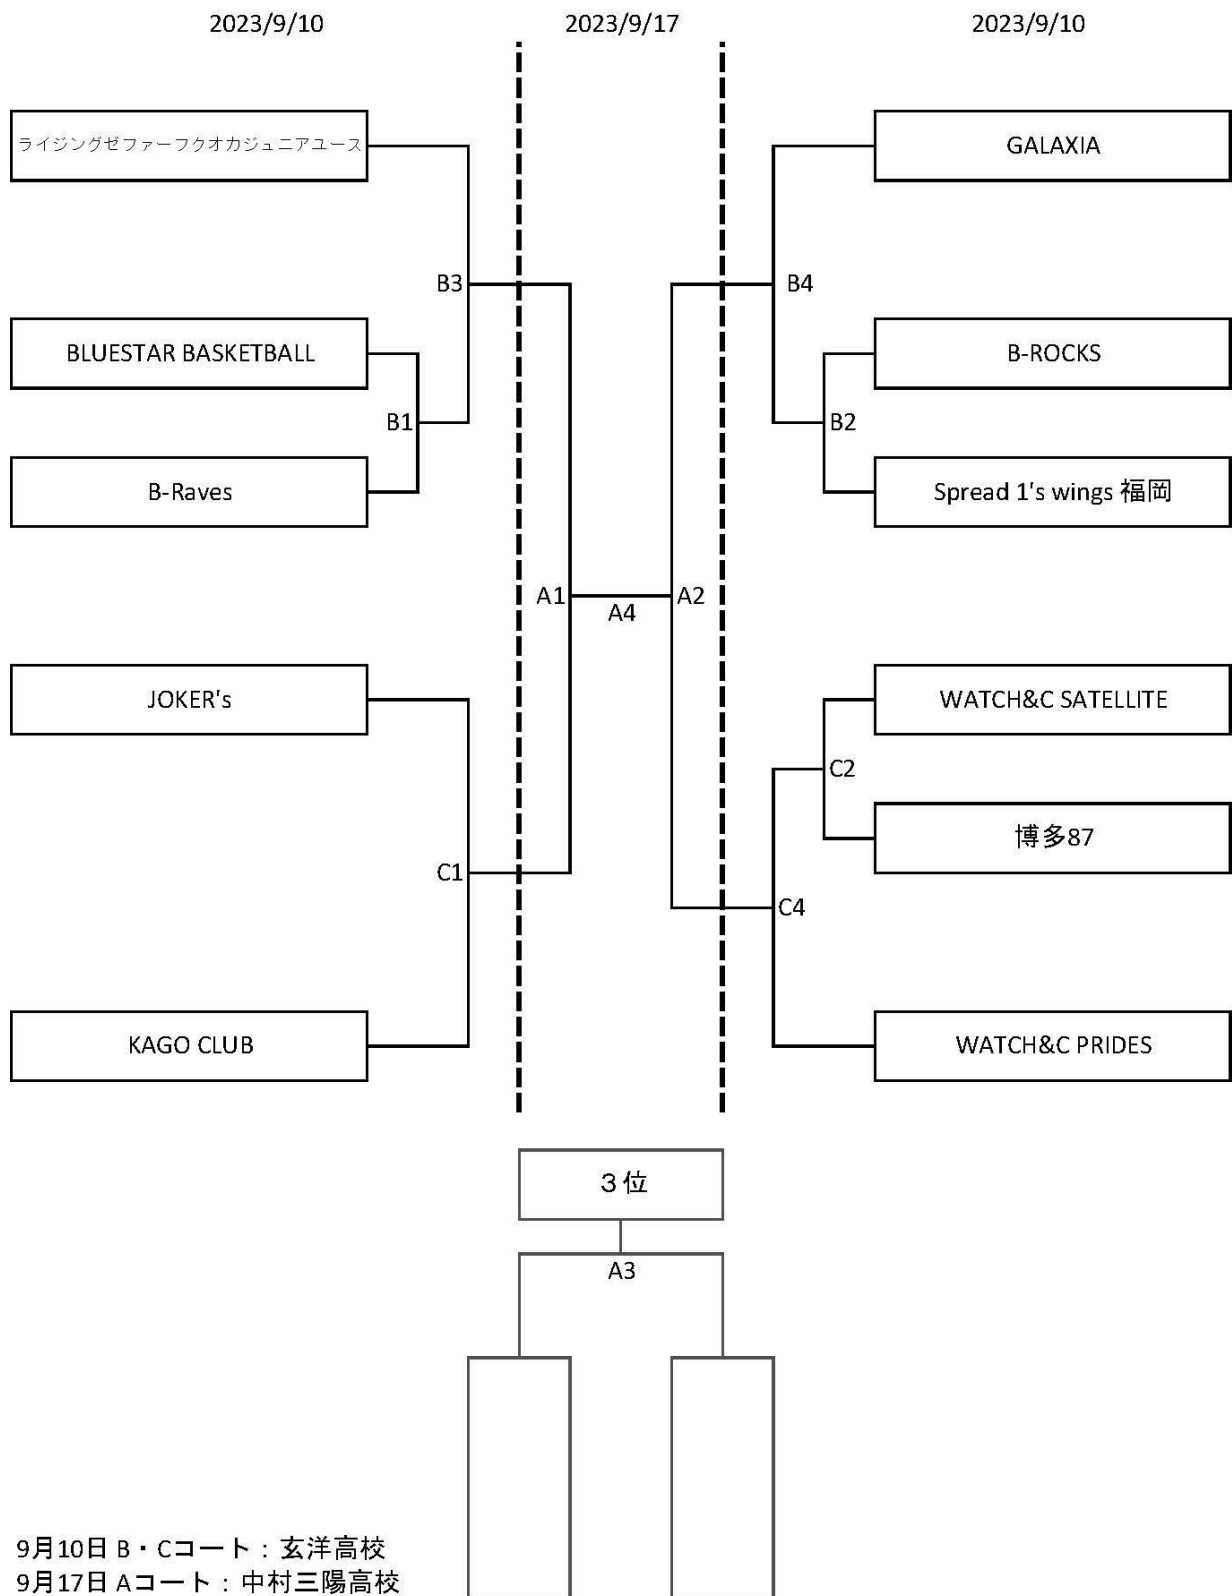 2023/9/10 2023/9/17 2023/9/10
ライジングゼファーフクオカジュニアユース
GALAXIA
B3
B4
BLUESTAR BASKETBALL
B-ROCKS
B1
B2
B-Raves
Spread 1's wings 福岡
A1
A4
A2
JOKER's
WATCH&C SATELLITE
C2
博多87
C1
C4
KAGO CLUB
WATCH&C PRIDES
３位
A3
9月10日 B・Cコート：玄洋高校
9月17日 Aコート：中村三陽高校